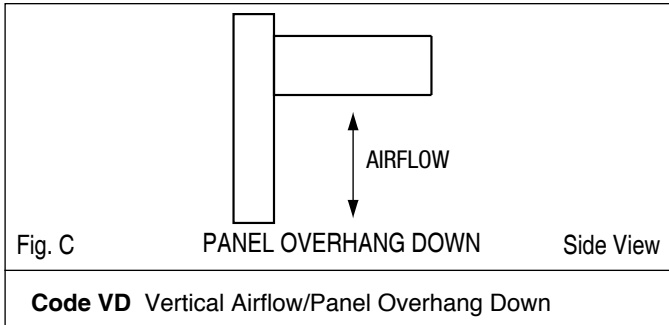 AIRFLOW
Fig. C PANEL OVERHANG DOWN Side View
Code VD Vertical Airflow/Panel Overhang Down